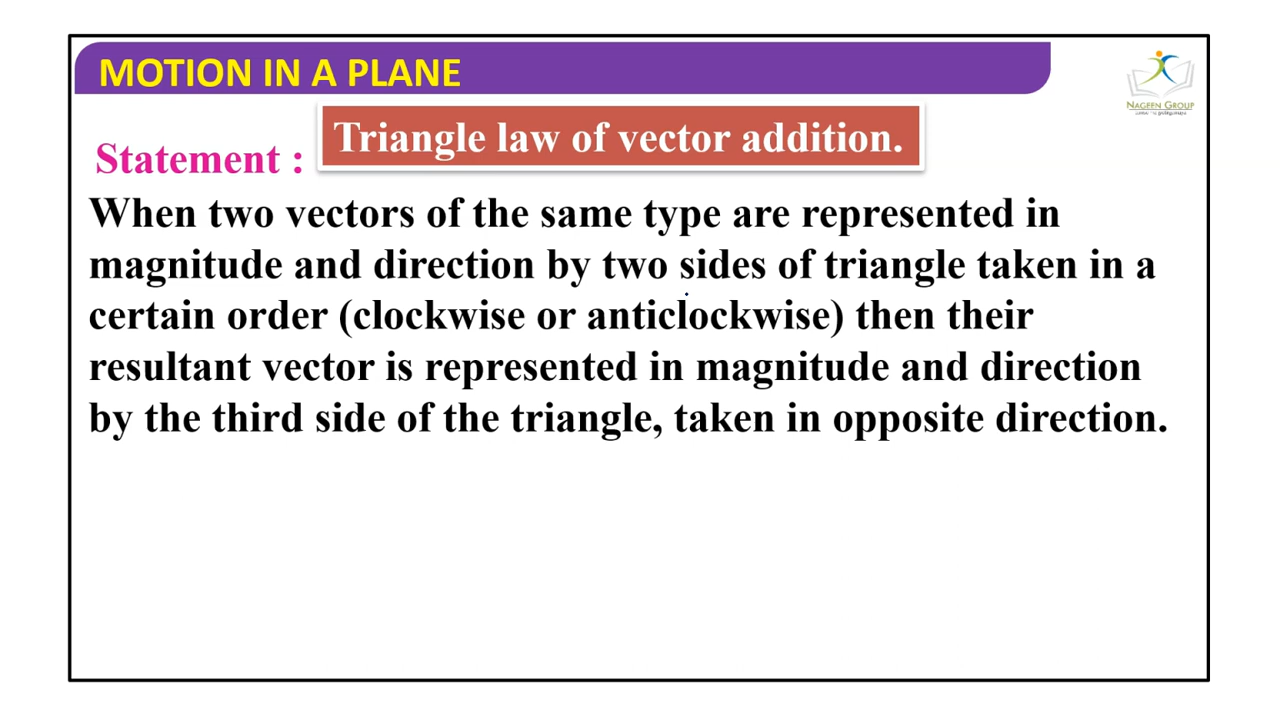 MOTION IN A PLANE
NAGEEN GROUP
Triangle law of vector addition.
Statement :
When two vectors of the same type are represented in
magnitude and direction by two sides of triangle taken in a
certain order (clockwise or anticlockwise) then their
resultant vector is represented in magnitude and direction
by the third side of the triangle, taken in opposite direction.